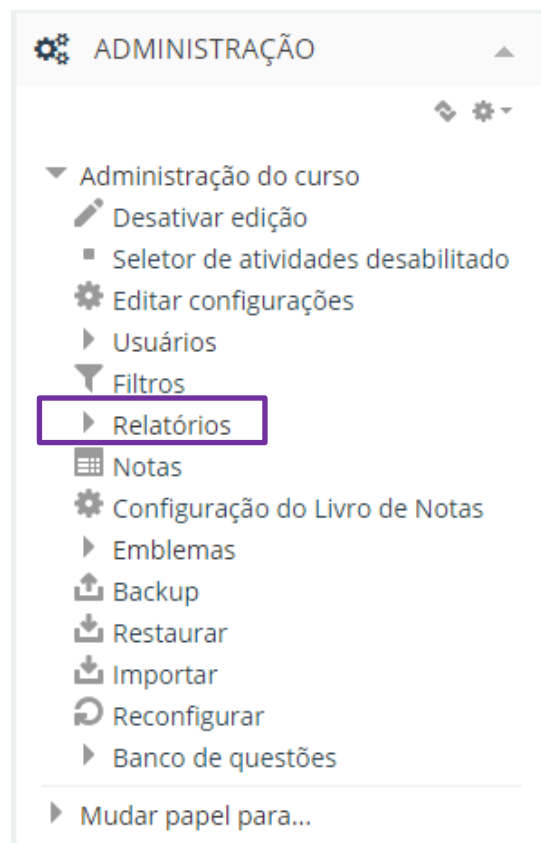 ADMINISTRAÇÃO
Administração do curso
Desativar edição
Seletor de atividades desabilitado
Editar configurações
Usuários
Filtros
Relatórios
Notas
Configuração do Livro de Notas
Emblemas
Backup
Restaurar
Importar
Reconfigurar
Banco de questões
Mudar papel para...